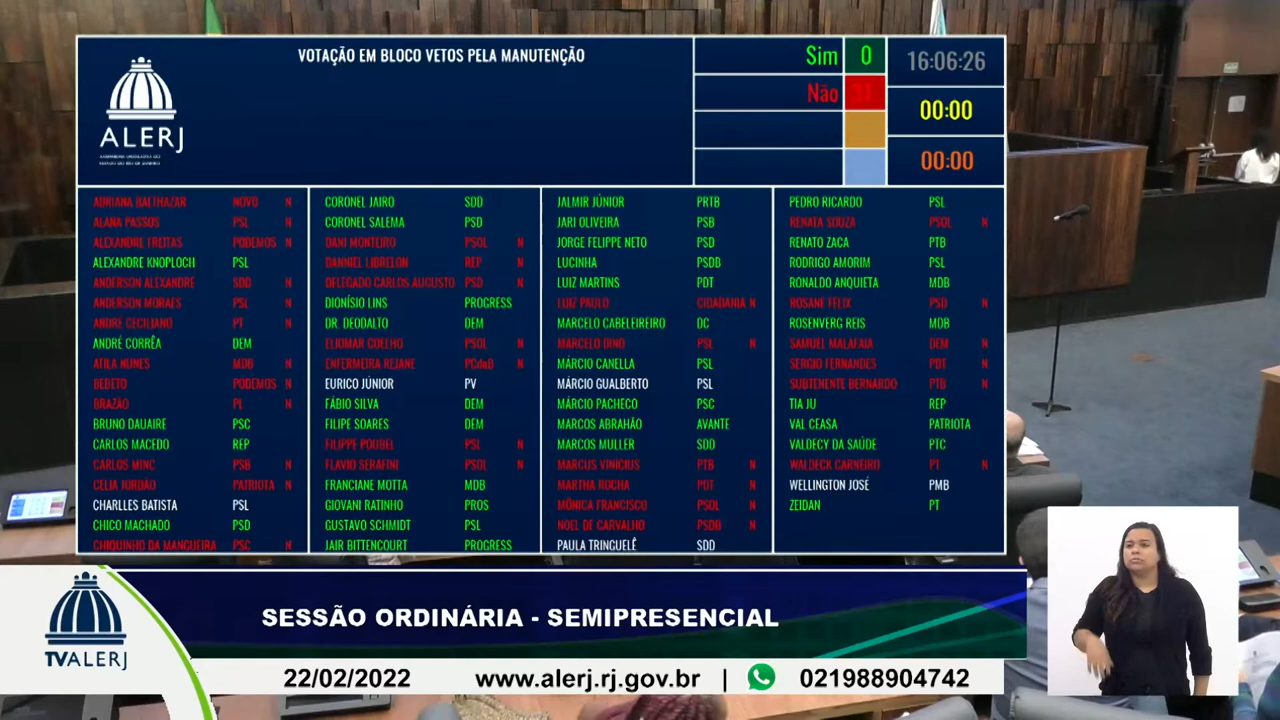 VOTAÇÃO EM BLOCO VETOS PELA MANUTENÇÃO
Sim 0
Não
16:06:26
00:00
00:00
ALERJ
ADRIANA BALTHAZAR NOVO N
ALANA PASSOS PSL N
ALEXANDRE FREITAS PODEMOS N
ALEXANDRE KNOPLOCH PSL
ANDERSON ALEXANDRE SDD N
ANDERSON MORAES PSL N
ANDRÉ CECILIANO PT N
ANDRÉ CORRÊA DEM
ATILA NUNES MDB N
BEBETO PODEMOS N
BRAZÃO PL N
BRUNO DAUAIRE PSC
CARLOS MACEDO REP
CARLOS MINC PSB N
CELIA JORDÃO PATRIOTA N
CHARLLES BATISTA PSL
CHICO MACHADO PSD
CHIQUINHO DA MANGUEIRA PSC N
CORONEL JAIRO SDD
CORONEL SALEMA PSD
DANI MONTEIRO PSOL N
DANNIEL LIBRELON REP N
DELEGADO CARLOS AUGUSTO PSD N
DIONÍSIO LINS PROGRESS
DR. DEODALTO DEM
ELIOMAR COELHO PSOL N
ENFERMEIRA REJANE PCdoB N
EURICO JÚNIOR PV
FÁBIO SILVA DEM
FILIPE SOARES DEM
FILIPPE POUBEL PSL N
FLAVIO SERAFINI PSOL N
FRANCIANE MOTTA MDB
GIOVANI RATINHO PROS
GUSTAVO SCHMIDT PSL
JAIR BITTENCOURT PROGRESS
JALMIR JÚNIOR PRTB
JARI OLIVEIRA PSB
JORGE FELIPPE NETO PSD
LUCINHA PSDB
LUIZ MARTINS PDT
LUIZ PAULO CIDADANIA N
MARCELO CABELEIREIRO DC
MARCELO DINO PSL N
MÁRCIO CANELLA PSL
MÁRCIO GUALBERTO PSL
MÁRCIO PACHECO PSC
MARCOS ABRAHÃO AVANTE
MARCOS MULLER SDD
MARCUS VINICIUS PTB N
MARTHA ROCHA PDT N
MÔNICA FRANCISCO PSOL N
NOEL DE CARVALHO PSDB N
PAULA TRINGUELÊ SDD
PEDRO RICARDO PSL
RENATA SOUZA PSOL N
RENATO ZACA PTB
RODRIGO AMORIM PSL
RONALDO ANQUIETA MDB
ROSANE FELIX PSD N
ROSENVERG REIS MDB
SAMUEL MALAFAIA DEM N
SERGIO FERNANDES PDT N
SUBTENENTE BERNARDO PTB N
TIA JU REP
VAL CEASA PATRIOTA
VALDECY DA SAÚDE PTC
WALDECK CARNEIRO PT N
WELLINGTON JOSÉ PMB
ZEIDAN PT
SESSÃO ORDINÁRIA - SEMIPRESENCIAL
TVALERJ
22/02/2022 www.alerj.rj.gov.br | 021988904742